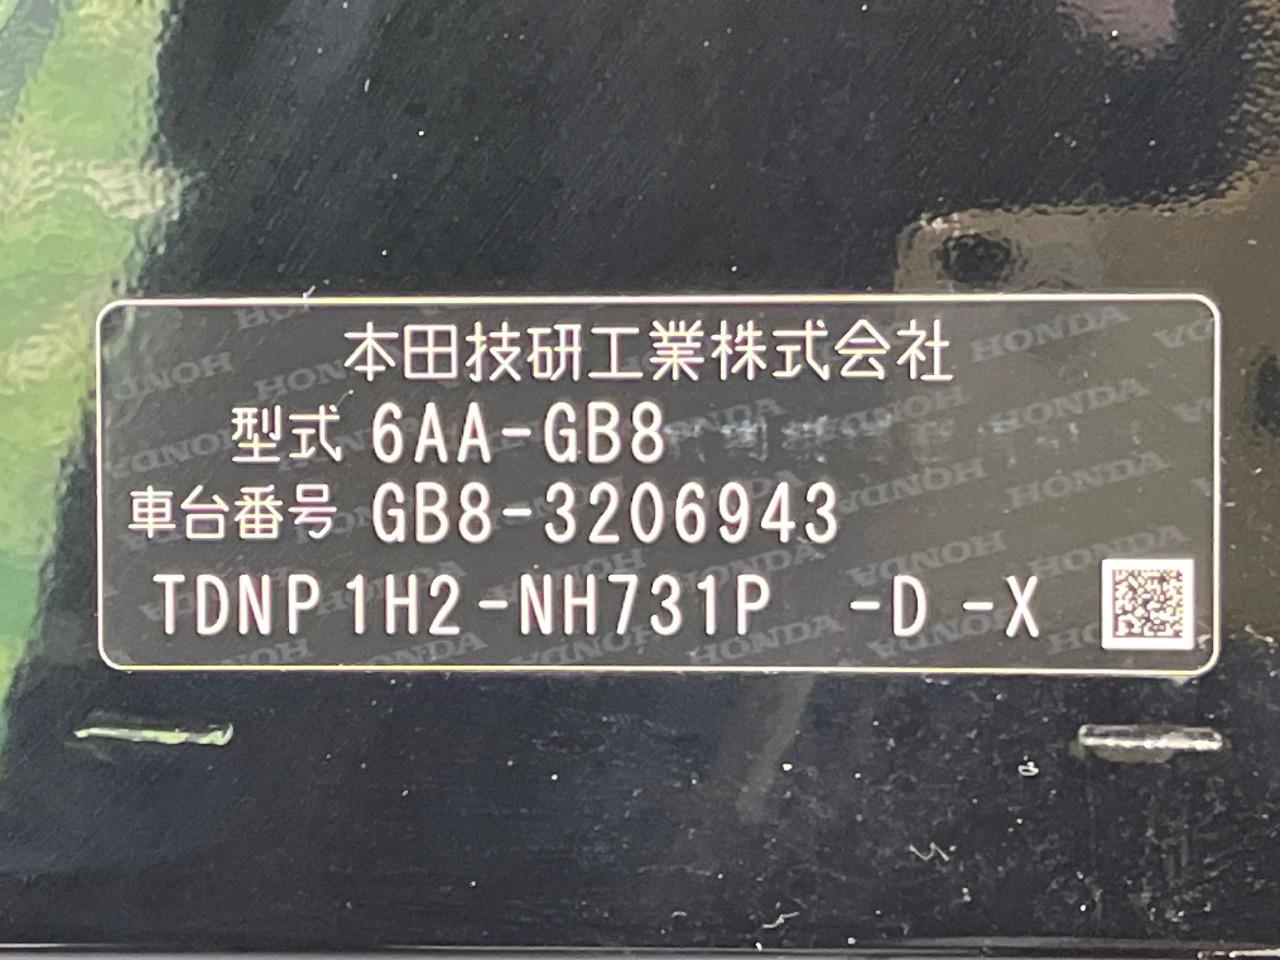 本田技研工業株式会社
型式 6AA-GB8
車台番号 GB8-3206943
TDNP1H2-NH731P -D -X